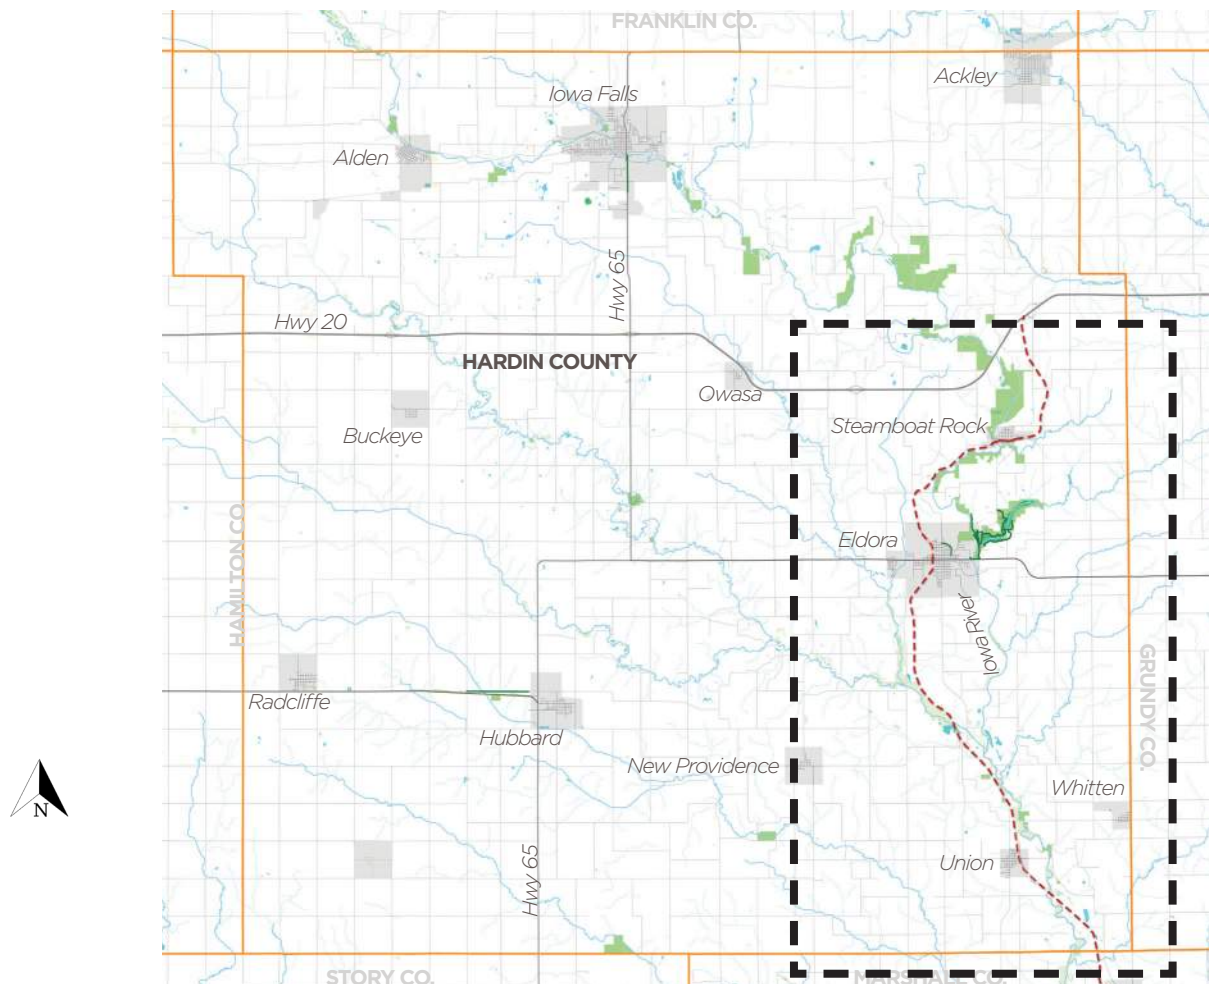 FRANKLIN CO.
Ackley
Iowa Falls
Alden
Hwy 65
Hwy 20
HARDIN COUNTY
Owasa
Buckeye
Steamboat Rock
HAMILTON CO.
Eldora
Iowa River
GRUNDY CO.
Radcliffe
Hubbard
New Providence
Whitten
N
Union
Hwy 65
STORY CO.
MARSHALL CO.